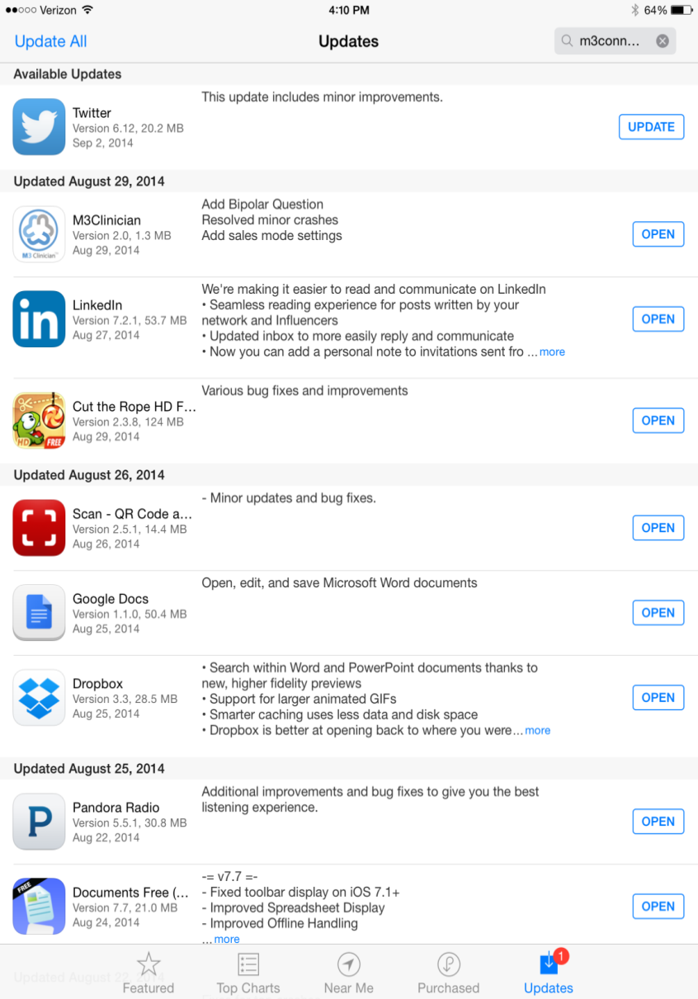 Verizon 4:10 PM 64%
Update All Updates m3conn...
Available Updates
This update includes minor improvements.
Twitter
Version 6.12, 20.2 MB
Sep 2, 2014
UPDATE
Updated August 29, 2014
Add Bipolar Question
Resolved minor crashes
Add sales mode settings
M3Clinician
Version 2.0, 1.3 MB
Aug 29, 2014
M3 Clinician™
OPEN
We're making it easier to read and communicate on LinkedIn
• Seamless reading experience for posts written by your
network and Influencers
• Updated inbox to more easily reply and communicate
• Now you can add a personal note to invitations sent fro ...more
in
LinkedIn
Version 7.2.1, 53.7 MB
Aug 27, 2014
OPEN
Various bug fixes and improvements
Cut the Rope HD F...
Version 2.3.8, 124 MB
Aug 29, 2014
HD FREE
OPEN
Updated August 26, 2014
- Minor updates and bug fixes.
Scan - QR Code a...
Version 2.5.1, 14.4 MB
Aug 26, 2014
OPEN
Open, edit, and save Microsoft Word documents
Google Docs
Version 1.1.0, 50.4 MB
Aug 25, 2014
OPEN
• Search within Word and PowerPoint documents thanks to
new, higher fidelity previews
• Support for larger animated GIFs
• Smarter caching uses less data and disk space
• Dropbox is better at opening back to where you were...more
Dropbox
Version 3.3, 28.5 MB
Aug 25, 2014
OPEN
Updated August 25, 2014
Additional improvements and bug fixes to give you the best
listening experience.
P
Pandora Radio
Version 5.5.1, 30.8 MB
Aug 22, 2014
OPEN
-= v7.7 =-
- Fixed toolbar display on iOS 7.1+
- Improved Spreadsheet Display
- Improved Offline Handling
...more
FREE
Documents Free (...
Version 7.7, 21.0 MB
Aug 24, 2014
OPEN
Updated August 22, 2014
1
Featured Top Charts Near Me Purchased Updates